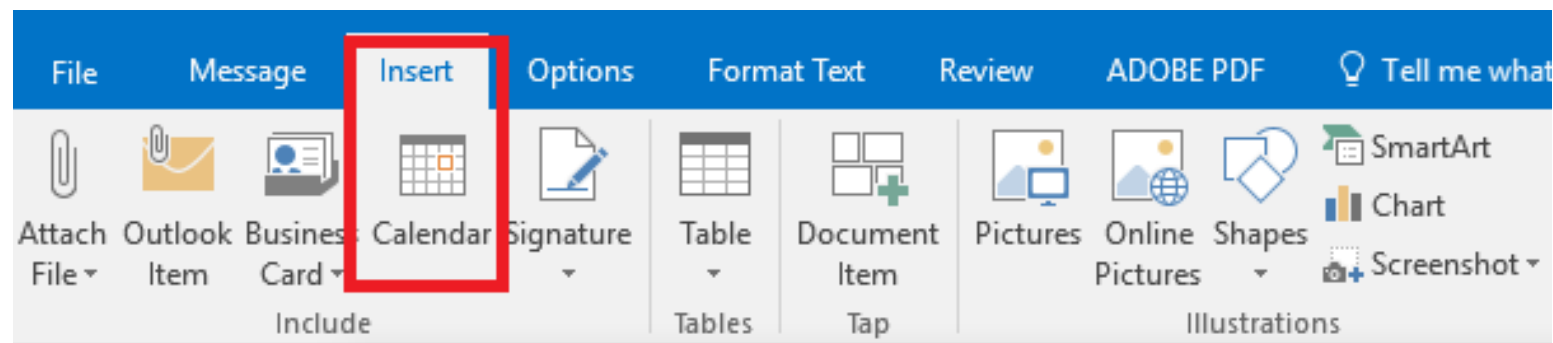 File Message Insert Options Format Text Review ADOBE PDF Tell me what
Attach File
Outlook Item
Business Card
Calendar
Signature
Table
Document Item
Pictures
Online Pictures
Shapes
SmartArt
Chart
Screenshot
Include Tables Tap Illustrations